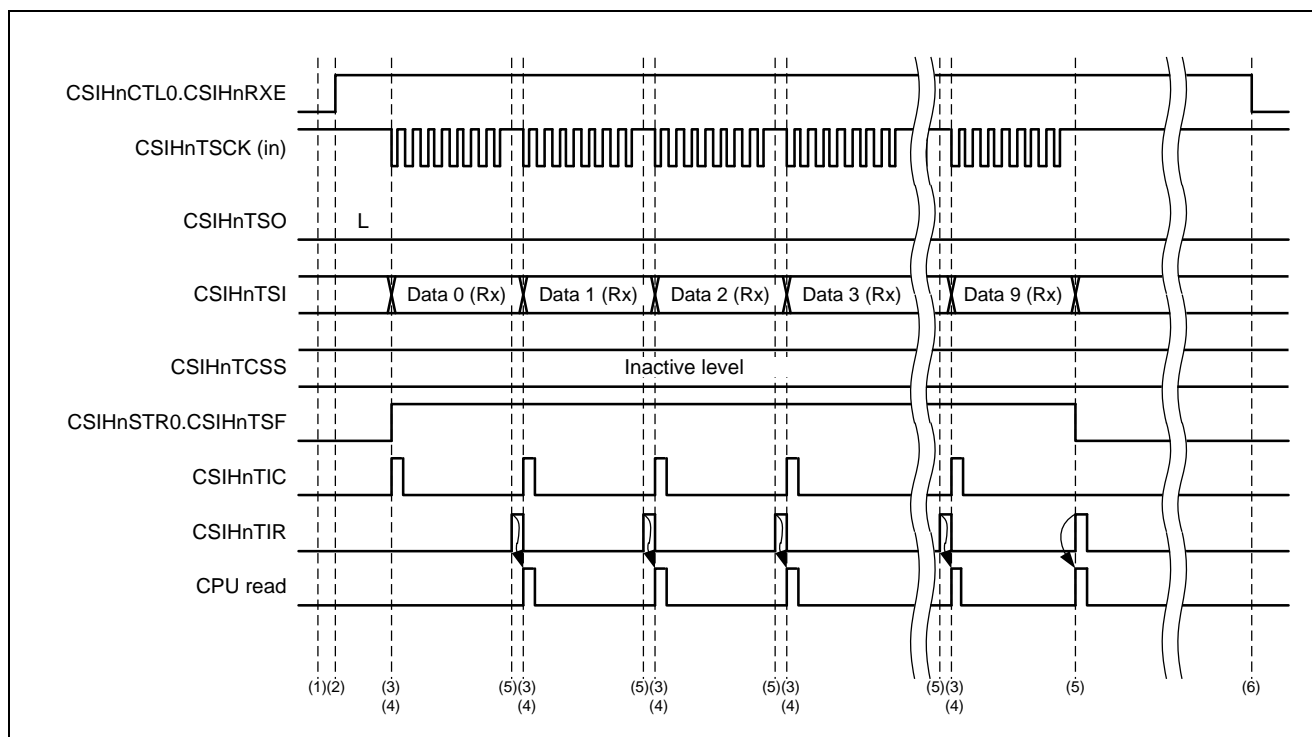 CSIHnCTL0.CSIHnRXE
CSIHnTSCK (in)
CSIHnTSO
L
CSIHnTSI
Data 0 (Rx) Data 1 (Rx) Data 2 (Rx) Data 3 (Rx) Data 9 (Rx)
CSIHnTCSS
Inactive level
CSIHnSTR0.CSIHnTSF
CSIHnTIC
CSIHnTIR
CPU read
(1)(2) (3) (5)(3) (5)(3) (5)(3) (5)(3) (5) (6)
(4) (4) (4) (4) (4)